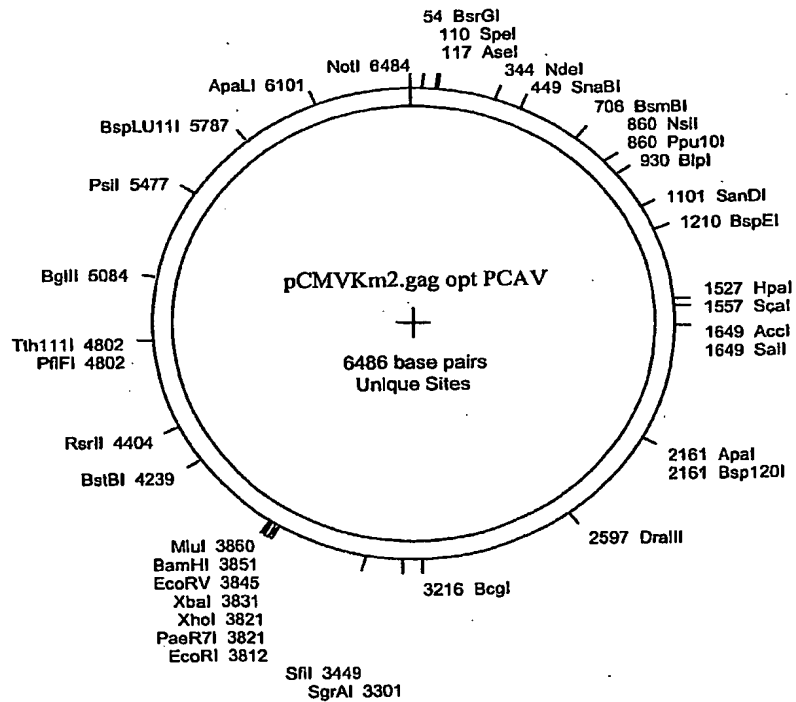 54 BsrGI
110 SpeI
117 AseI
NotI 6484
344 NdeI
449 SnaBI
ApaLI 6101
706 BsmBI
860 NsiI
860 Ppu10I
930 BlpI
BspLU11I 5787
PsiI 5477
1101 SanDI
1210 BspEI
BglII 5084
pCMVKm2.gag opt PCAV
1527 HpaI
1557 ScaI
1649 AccI
1649 SalI
Tth111I 4802
PflFI 4802
6486 base pairs
Unique Sites
RsrII 4404
BstBI 4239
2161 ApaI
2161 Bsp120I
2597 DraIII
MluI 3860
BamHI 3851
EcoRV 3845
XbaI 3831
XhoI 3821
PaeR7I 3821
EcoRI 3812
3216 BcgI
SfiI 3449
SgrAI 3301